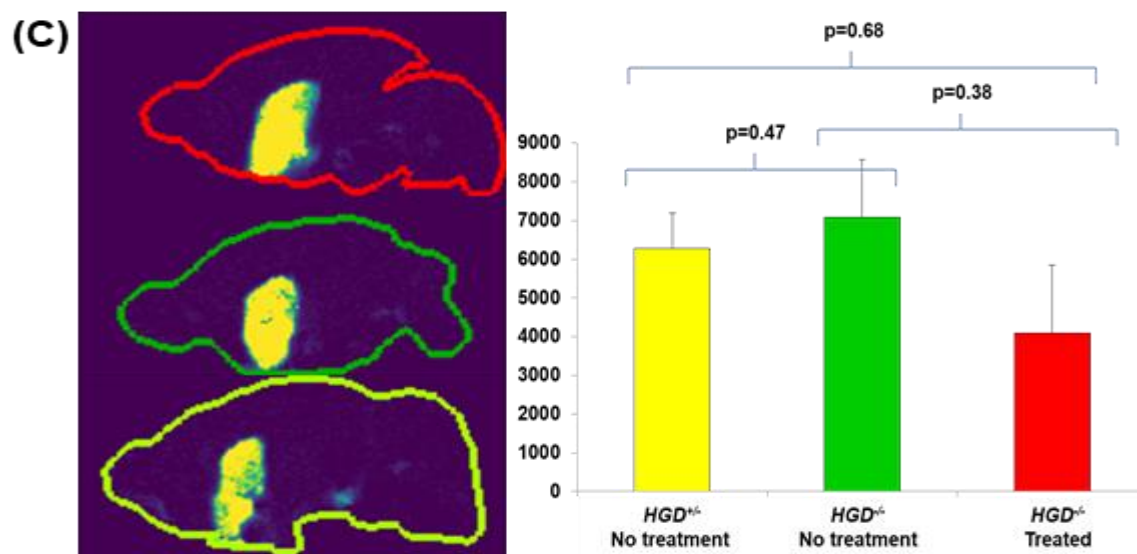 (C)
p=0.68
p=0.38
p=0.47
9000
8000
7000
6000
5000
4000
3000
2000
1000
0
HGD+/- HGD-/- HGD-/-
No treatment No treatment Treated